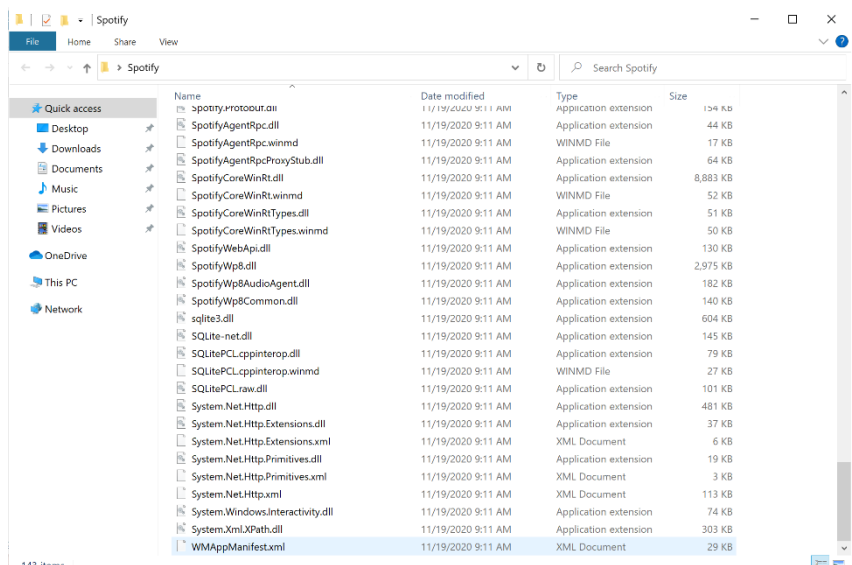 Spotify
File Home Share View
Spotify
Search Spotify
Quick access
Desktop
Downloads
Documents
Music
Pictures
Videos
OneDrive
This PC
Network
Name Date modified Type Size
Spotify.Protobuf.dll 11/19/2020 9:11 AM Application extension 154 KB
SpotifyAgentRpc.dll 11/19/2020 9:11 AM Application extension 44 KB
SpotifyAgentRpc.winmd 11/19/2020 9:11 AM WINMD File 17 KB
SpotifyAgentRpcProxyStub.dll 11/19/2020 9:11 AM Application extension 64 KB
SpotifyCoreWinRt.dll 11/19/2020 9:11 AM Application extension 8,883 KB
SpotifyCoreWinRt.winmd 11/19/2020 9:11 AM WINMD File 52 KB
SpotifyCoreWinRtTypes.dll 11/19/2020 9:11 AM Application extension 51 KB
SpotifyCoreWinRtTypes.winmd 11/19/2020 9:11 AM WINMD File 50 KB
SpotifyWebApi.dll 11/19/2020 9:11 AM Application extension 130 KB
SpotifyWp8.dll 11/19/2020 9:11 AM Application extension 2,975 KB
SpotifyWp8AudioAgent.dll 11/19/2020 9:11 AM Application extension 182 KB
SpotifyWp8Common.dll 11/19/2020 9:11 AM Application extension 140 KB
sqlite3.dll 11/19/2020 9:11 AM Application extension 604 KB
SQLite-net.dll 11/19/2020 9:11 AM Application extension 145 KB
SQLitePCL.cppinterop.dll 11/19/2020 9:11 AM Application extension 79 KB
SQLitePCL.cppinterop.winmd 11/19/2020 9:11 AM WINMD File 27 KB
SQLitePCL.raw.dll 11/19/2020 9:11 AM Application extension 101 KB
System.Net.Http.dll 11/19/2020 9:11 AM Application extension 481 KB
System.Net.Http.Extensions.dll 11/19/2020 9:11 AM Application extension 37 KB
System.Net.Http.Extensions.xml 11/19/2020 9:11 AM XML Document 6 KB
System.Net.Http.Primitives.dll 11/19/2020 9:11 AM Application extension 19 KB
System.Net.Http.Primitives.xml 11/19/2020 9:11 AM XML Document 3 KB
System.Net.Http.xml 11/19/2020 9:11 AM XML Document 113 KB
System.Windows.Interactivity.dll 11/19/2020 9:11 AM Application extension 74 KB
System.Xml.XPath.dll 11/19/2020 9:11 AM Application extension 303 KB
WMAppManifest.xml 11/19/2020 9:11 AM XML Document 29 KB